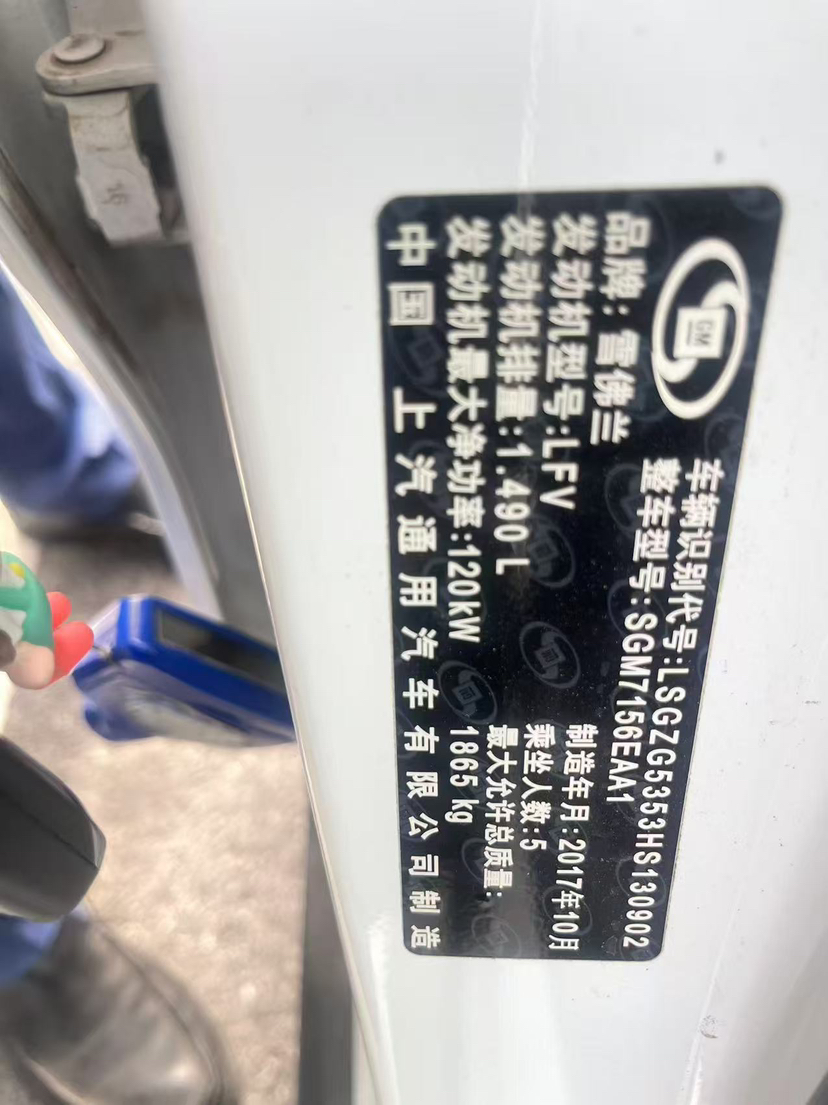 GM
车辆识别代号:LSGZG5353HS130902
整车型号:SGM7156EAA1
品牌:雪佛兰
发动机型号:LFV
制造年月:2017年10月
发动机排量:1.490 L
乘坐人数:5
发动机最大净功率:120kW
最大允许总质量:
1865 kg
中国 上汽通用汽车有限公司制造